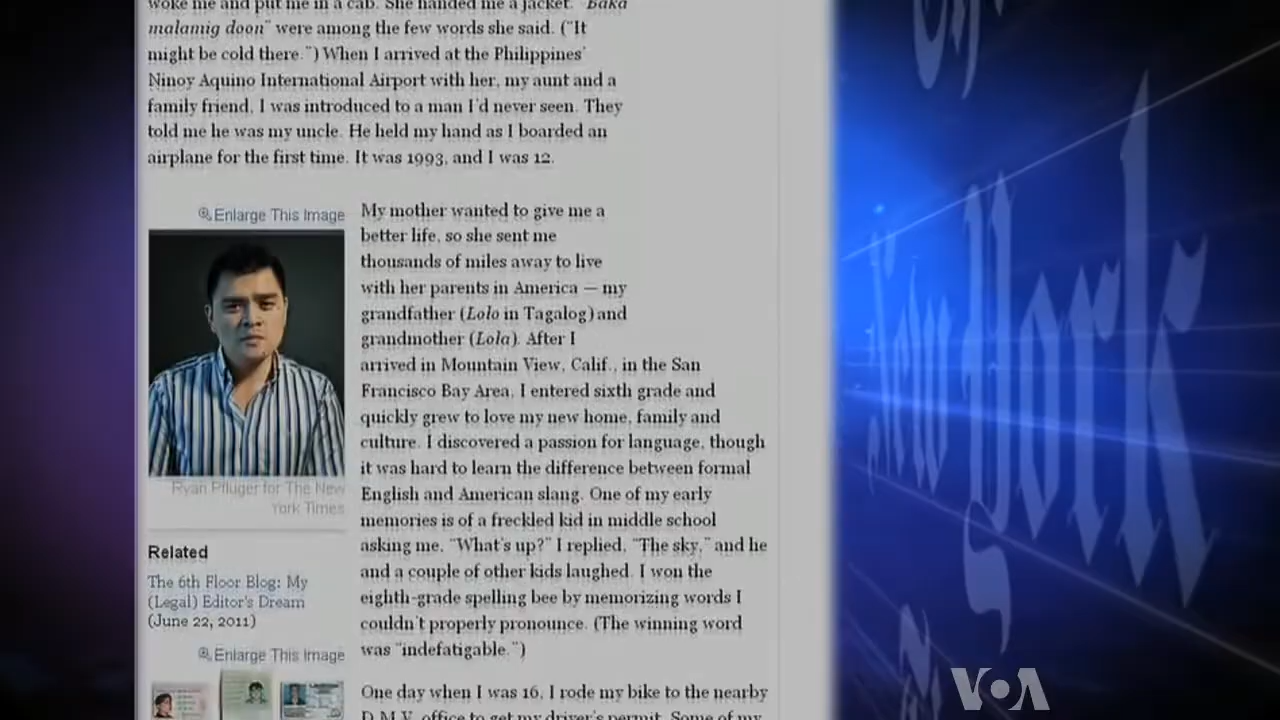 woke me and put me in a cab. She handed me a jacket. "Baka
malamig doon" were among the few words she said. ("It
might be cold there.") When I arrived at the Philippines'
Ninoy Aquino International Airport with her, my aunt and a
family friend, I was introduced to a man I'd never seen. They
told me he was my uncle. He held my hand as I boarded an
airplane for the first time. It was 1993, and I was 12.
Enlarge This Image
Ryan Pfluger for The New
York Times
Related
The 6th Floor Blog: My
(Legal) Editor's Dream
(June 22, 2011)
Enlarge This Image
My mother wanted to give me a
better life, so she sent me
thousands of miles away to live
with her parents in America — my
grandfather (Lolo in Tagalog) and
grandmother (Lola). After I
arrived in Mountain View, Calif., in the San
Francisco Bay Area, I entered sixth grade and
quickly grew to love my new home, family and
culture. I discovered a passion for language, though
it was hard to learn the difference between formal
English and American slang. One of my early
memories is of a freckled kid in middle school
asking me, "What's up?" I replied, "The sky," and he
and a couple of other kids laughed. I won the
eighth-grade spelling bee by memorizing words I
couldn't properly pronounce. (The winning word
was "indefatigable.")
One day when I was 16, I rode my bike to the nearby
D.M.V. office to get my driver's permit. Some of my
New York
VOA